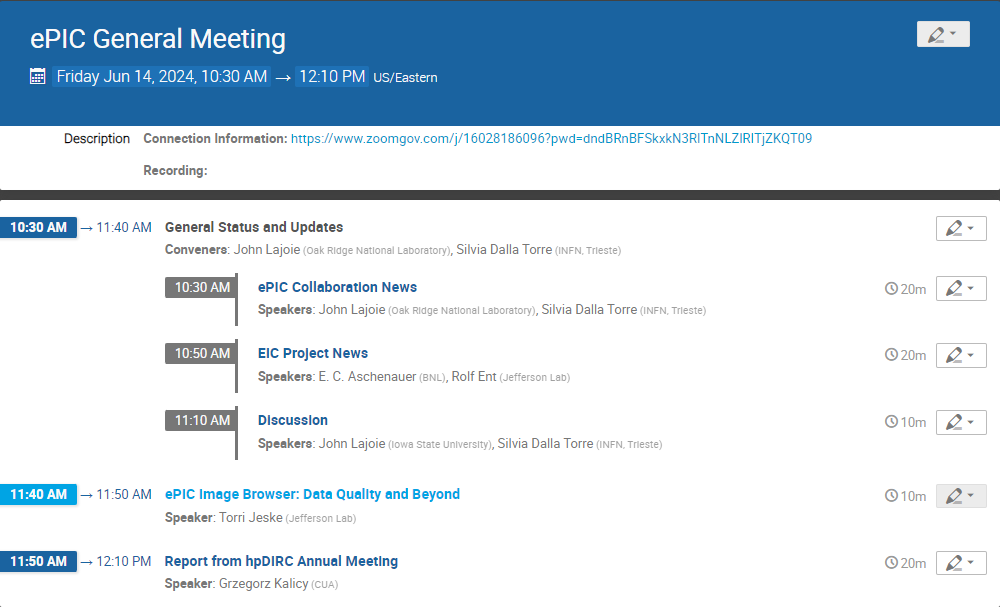 ePIC General Meeting
Friday Jun 14, 2024, 10:30 AM → 12:10 PM US/Eastern
Description Connection Information: https://www.zoomgov.com/j/16028186096?pwd=dndBRnBFSkxkN3RlTnNLZlRlTjZKQT09
Recording:
10:30 AM → 11:40 AM General Status and Updates
Conveners: John Lajoie (Oak Ridge National Laboratory), Silvia Dalla Torre (INFN, Trieste)
10:30 AM ePIC Collaboration News 20m
Speakers: John Lajoie (Oak Ridge National Laboratory), Silvia Dalla Torre (INFN, Trieste)
10:50 AM EIC Project News 20m
Speakers: E. C. Aschenauer (BNL), Rolf Ent (Jefferson Lab)
11:10 AM Discussion 10m
Speakers: John Lajoie (Iowa State University), Silvia Dalla Torre (INFN, Trieste)
11:40 AM → 11:50 AM ePIC Image Browser: Data Quality and Beyond 10m
Speaker: Torri Jeske (Jefferson Lab)
11:50 AM → 12:10 PM Report from hpDIRC Annual Meeting 20m
Speaker: Grzegorz Kalicy (CUA)